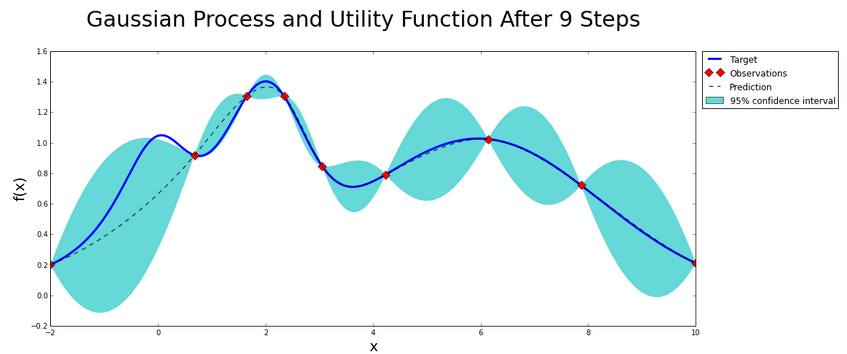 Gaussian Process and Utility Function After 9 Steps
1.6
1.4
1.2
1.0
0.8
0.6
0.4
0.2
0.0
−0.2
f(x)
−2
0
2
4
6
8
10
x
Target
Observations
Prediction
95% confidence interval